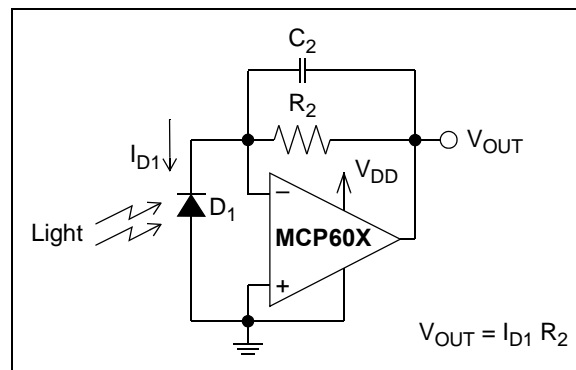 C2
R2
ID1
VOUT
VDD
−
D1
Light
MCP60X
+
VOUT = ID1 R2